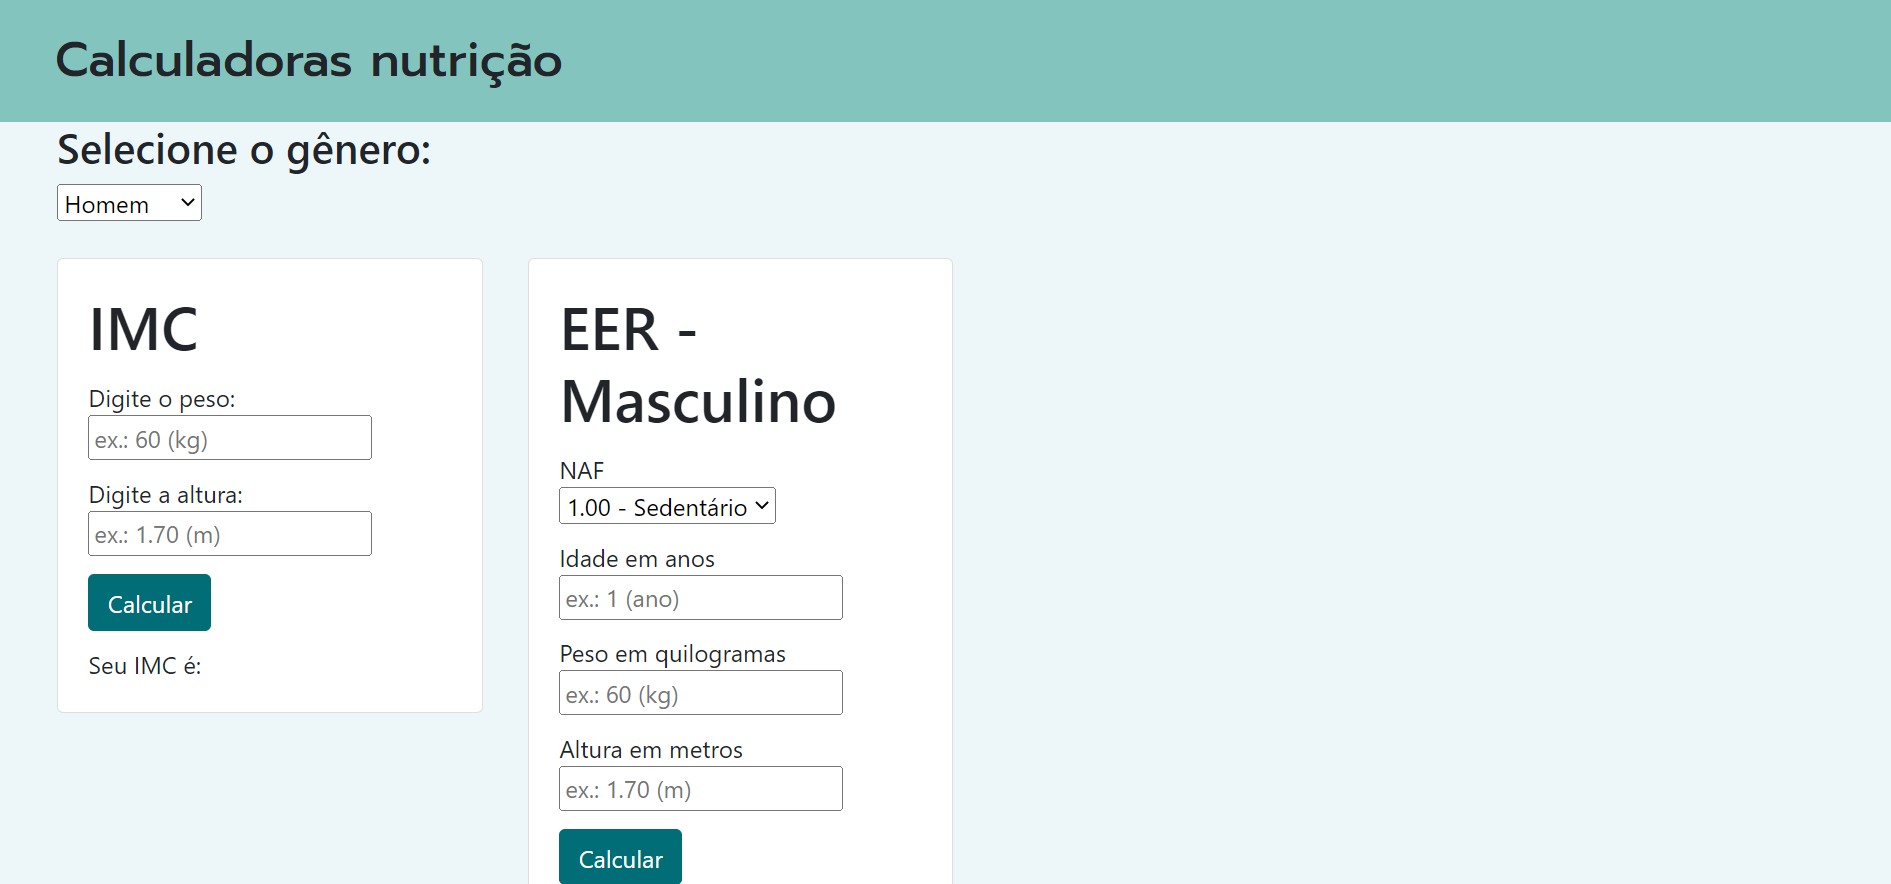 Calculadoras nutrição
Selecione o gênero:
Homem
IMC
Digite o peso:
ex.: 60 (kg)
Digite a altura:
ex.: 1.70 (m)
Calcular
Seu IMC é:
EER -
Masculino
NAF
1.00 - Sedentário
Idade em anos
ex.: 1 (ano)
Peso em quilogramas
ex.: 60 (kg)
Altura em metros
ex.: 1.70 (m)
Calcular